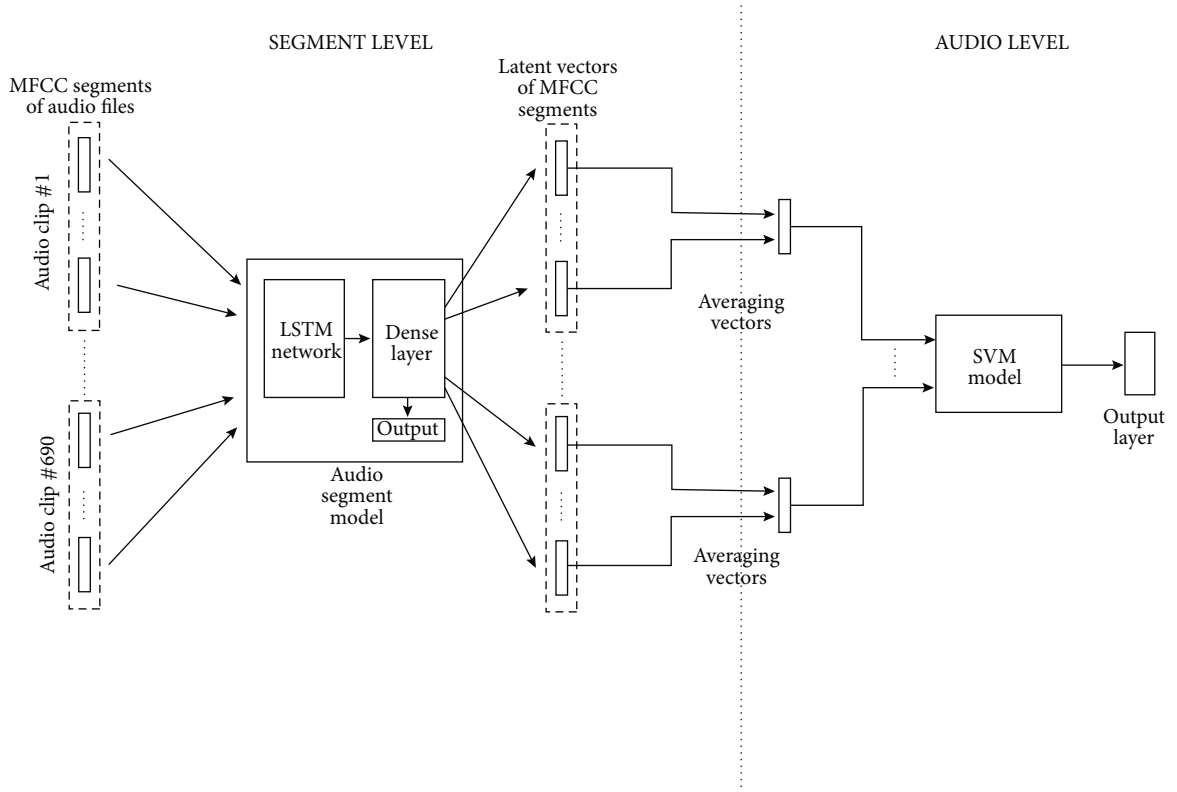 SEGMENT LEVEL
AUDIO LEVEL
MFCC segments
of audio files
Latent vectors
of MFCC
segments
Audio clip #1
Audio clip #690
LSTM
network
Dense
layer
Output
Audio
segment
model
Averaging
vectors
Averaging
vectors
SVM
model
Output
layer